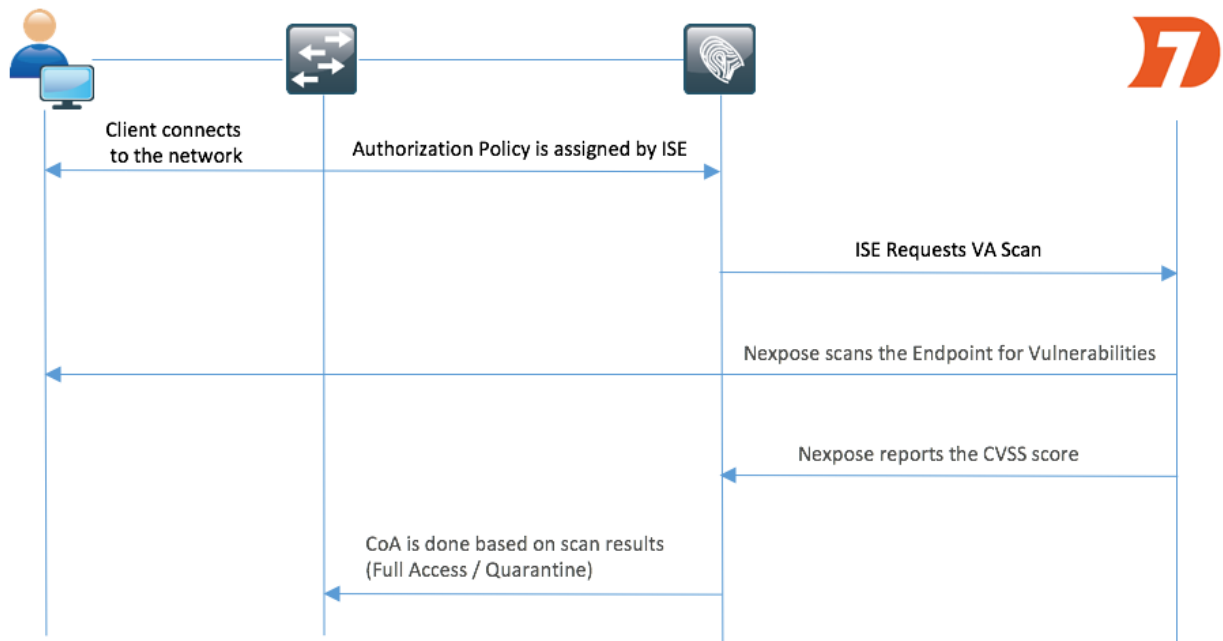 Client connects
to the network
Authorization Policy is assigned by ISE
ISE Requests VA Scan
Nexpose scans the Endpoint for Vulnerabilities
Nexpose reports the CVSS score
CoA is done based on scan results
(Full Access / Quarantine)
7